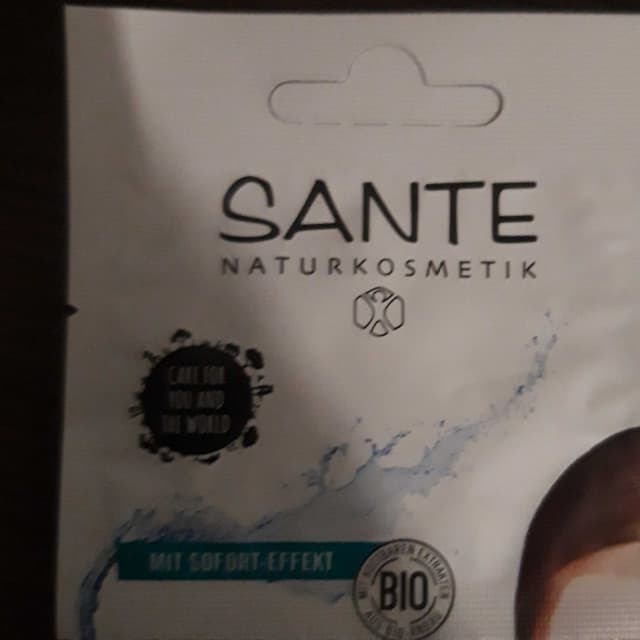 SANTE
NATURKOSMETIK
CARE FOR
YOU AND
THE WORLD
MIT SOFORT-EFFEKT
BIO